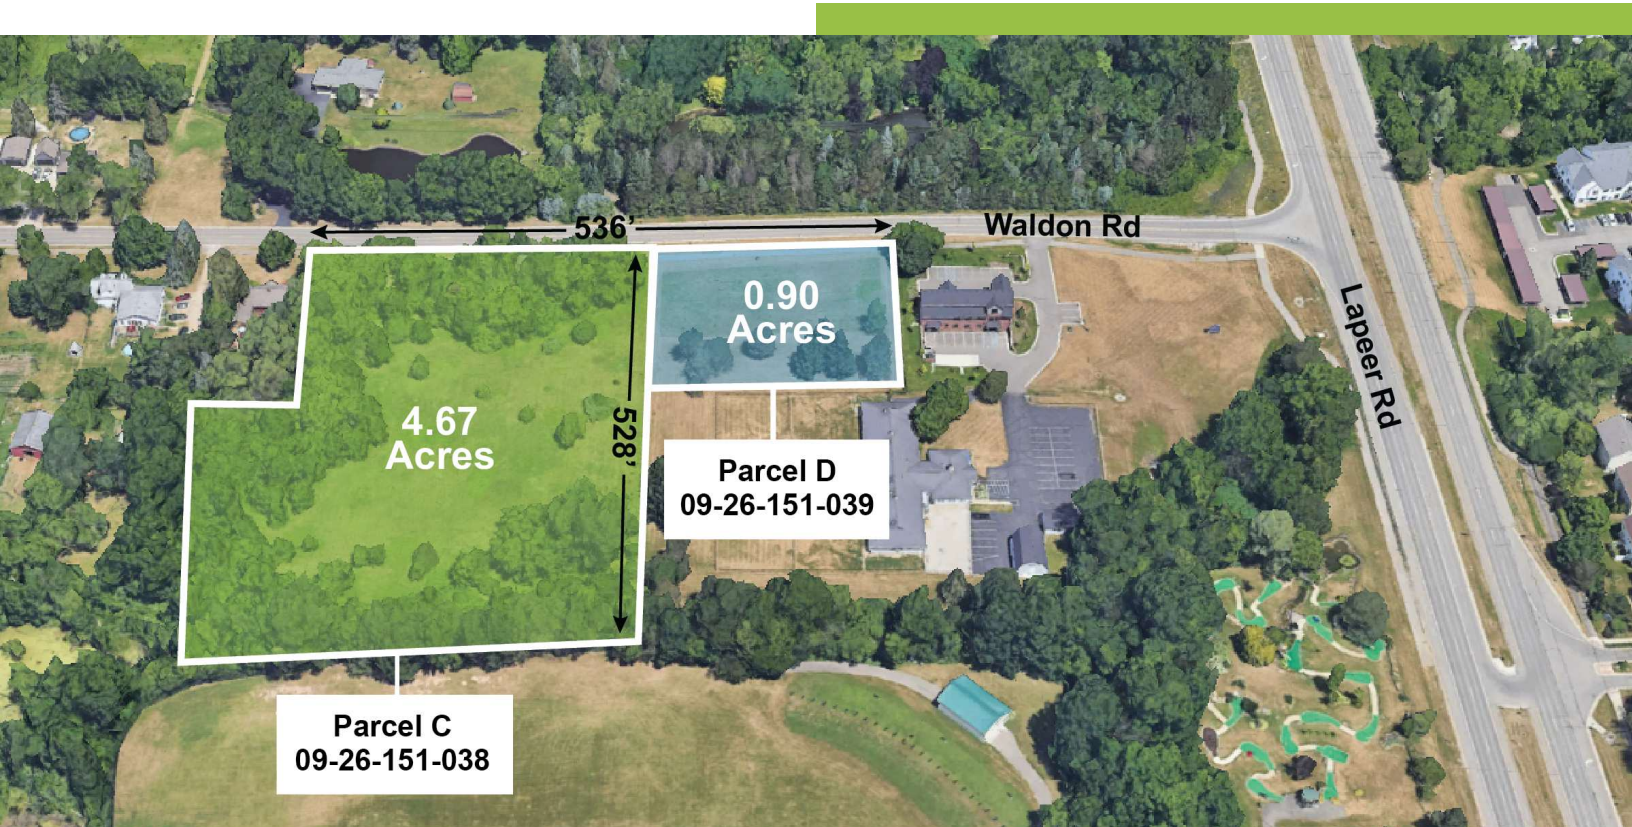 536'
Waldon Rd
0.90
Acres
Lapeer Rd
4.67
Acres
528'
Parcel D
09-26-151-039
Parcel C
09-26-151-038